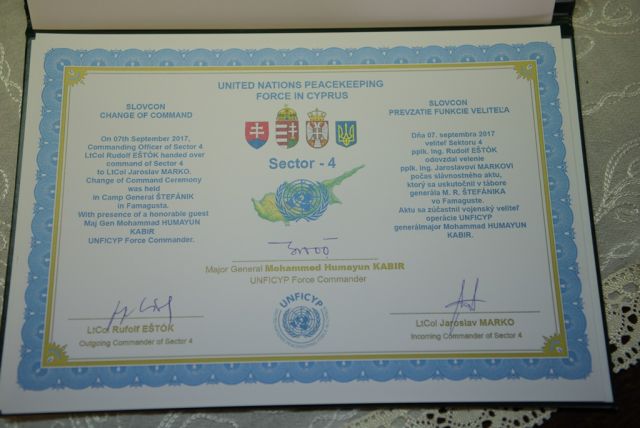 UNITED NATIONS PEACEKEEPING
FORCE IN CYPRUS
SLOVCON
CHANGE OF COMMAND
On 07th September 2017,
Commanding Officer of Sector 4
LtCol Rudolf EŠTÓK handed over
command of Sector 4
to LtCol Jaroslav MARKO.
Change of Command Ceremony
was held
in Camp General ŠTEFÁNIK
in Famagusta.
With presence of a honorable guest
Maj Gen Mohammad HUMAYUN
KABIR
UNFICYP Force Commander.
Sector - 4
SLOVCON
PREVZATIE FUNKCIE VELITEĽA
Dňa 07. septembra 2017
veliteľ Sektoru 4
pplk. Ing. Rudolf EŠTÓK
odovzdal velenie
pplk. Ing. Jaroslavovi MARKOVI
počas slávnostného aktu,
ktorý sa uskutočnil v tábore
generála M. R. ŠTEFÁNIKA
vo Famaguste.
Aktu sa zúčastnil vojenský veliteľ
operácie UNFICYP
generálmajor Mohammad HUMAYUN
KABIR.
Major General Mohammed Humayun KABIR
UNFICYP Force Commander
UNFICYP
LtCol Rufolf EŠTÓK
Outgoing Commander of Sector 4
LtCol Jaroslav MARKO
Incoming Commander of Sector 4